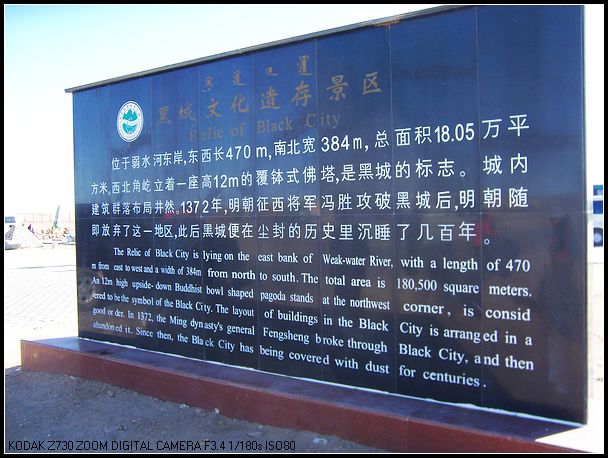 黑城文化遗存景区
Relic of Black City
位于弱水河东岸,东西长470m,南北宽384m,总面积18.05万平
方米。西北角屹立着一座高12m的覆钵式佛塔,是黑城的标志。城内
建筑群落布局井然。1372年,明朝征西将军冯胜攻破黑城后,明朝随
即放弃了这一地区,此后黑城便在尘封的历史里沉睡了几百年。
The Relic of Black City is lying on the east bank of Weak-water River, with a length of 470
m from east to west and a width of 384m from north to south. The total area is 180,500 square meters.
An 12m high upside- down Buddhist bowl shaped pagoda stands at the northwest corner, is consid
ered to be the symbol of the Black City. The layout of buildings in the Black City is arranged in a
good order. In 1372, the Ming dynasty's general Fengsheng broke through Black City, and then
abandoned it. Since then, the Black City has being covered with dust for centuries.
KODAK Z730 ZOOM DIGITAL CAMERA F3.4 1/180s ISO80